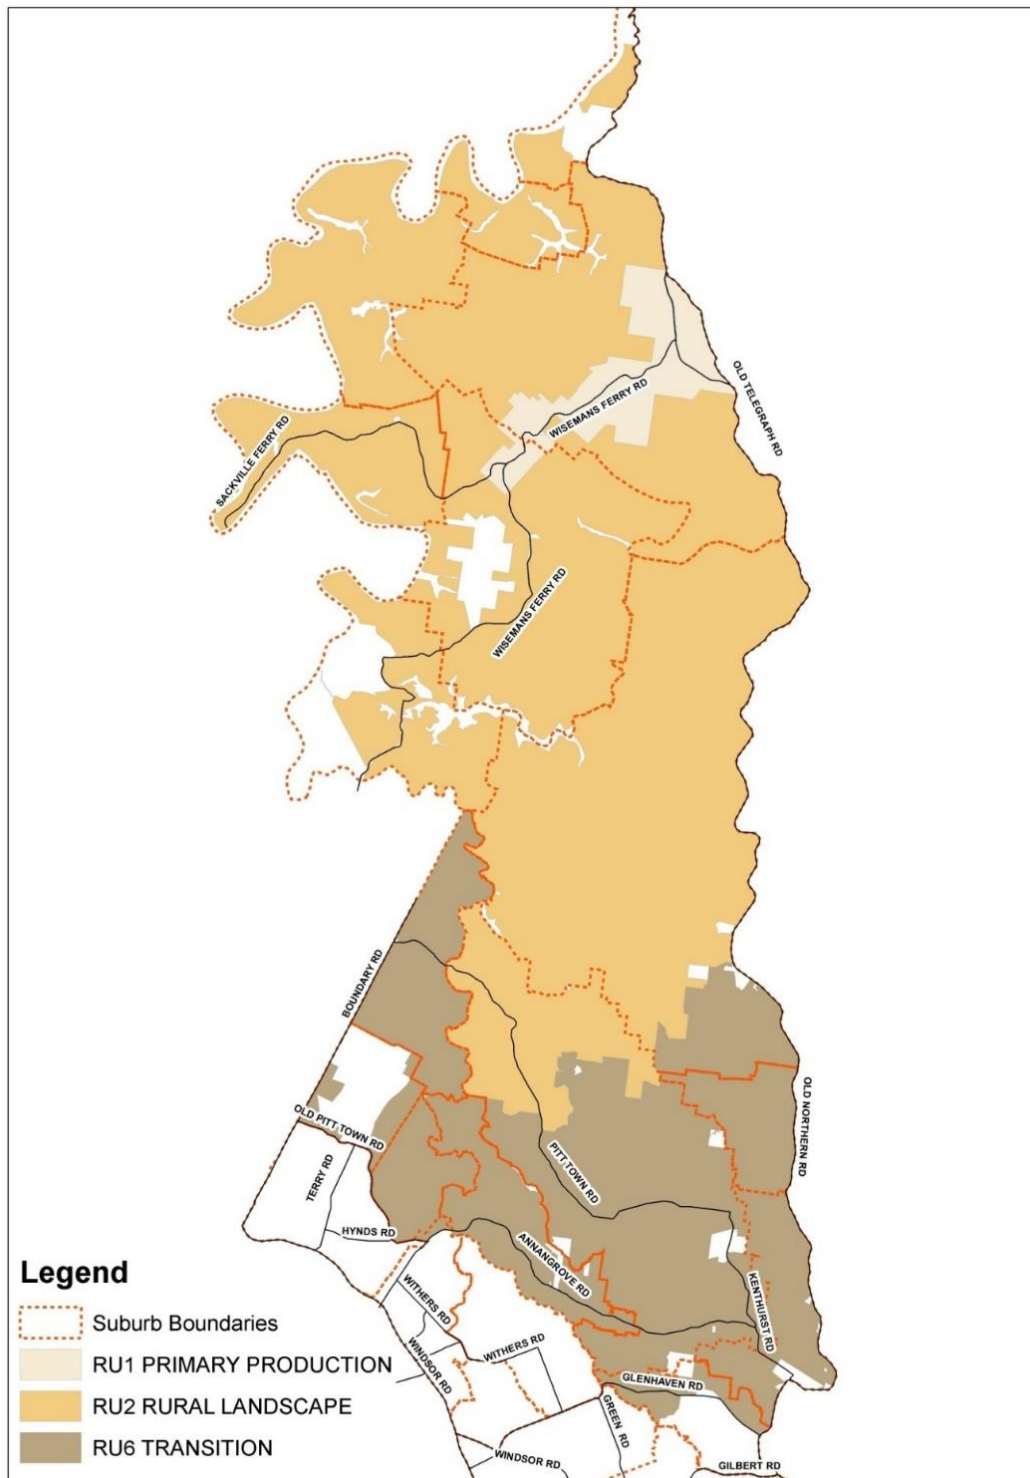 OLD TELEGRAPH RD
WISEMANS FERRY RD
SACKVILLE FERRY RD
WISEMANS FERRY RD
BOUNDARY RD
OLD PITT TOWN RD
OLD NORTHERN RD
PITT TOWN RD
TERRY RD
HYNDS RD
ANNANGROVE RD
KENTHURST RD
WITHERS RD
WINDSOR RD
WITHERS RD
GLENHAVEN RD
GREEN RD
WINDSOR RD
GILBERT RD
Legend
Suburb Boundaries
RU1 PRIMARY PRODUCTION
RU2 RURAL LANDSCAPE
RU6 TRANSITION